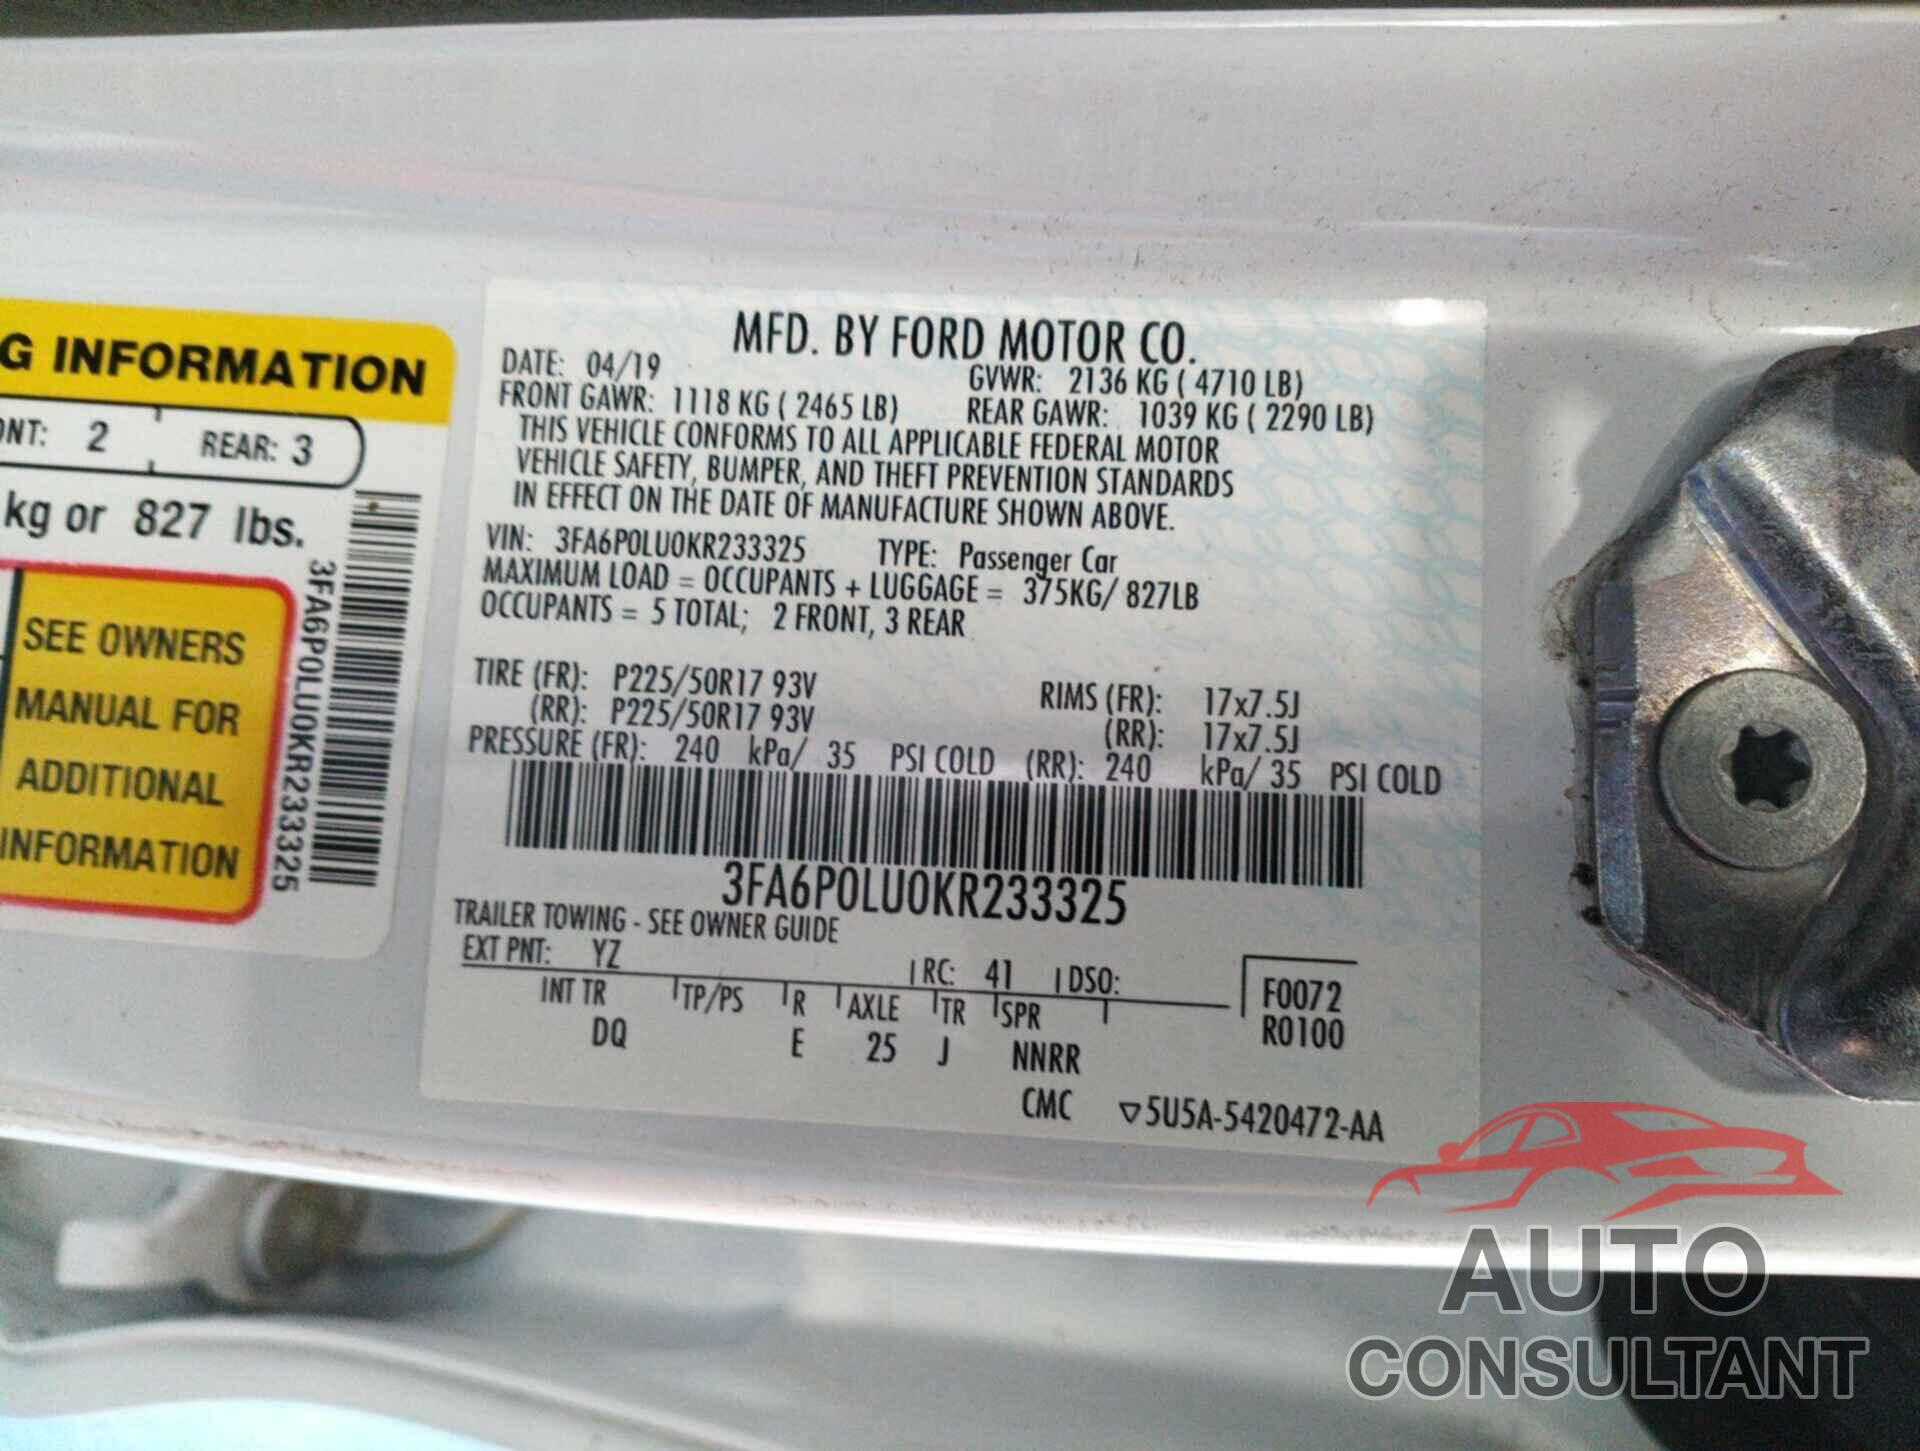 G INFORMATION
ONT: 2 REAR: 3
kg or 827 lbs.
3FA6P0LU0KR233325
SEE OWNERS
MANUAL FOR
ADDITIONAL
INFORMATION
MFD. BY FORD MOTOR CO.
DATE: 04/19 GVWR: 2136 KG ( 4710 LB)
FRONT GAWR: 1118 KG ( 2465 LB) REAR GAWR: 1039 KG ( 2290 LB)
THIS VEHICLE CONFORMS TO ALL APPLICABLE FEDERAL MOTOR
VEHICLE SAFETY, BUMPER, AND THEFT PREVENTION STANDARDS
IN EFFECT ON THE DATE OF MANUFACTURE SHOWN ABOVE.
VIN: 3FA6P0LU0KR233325 TYPE: Passenger Car
MAXIMUM LOAD = OCCUPANTS + LUGGAGE = 375KG/ 827LB
OCCUPANTS = 5 TOTAL; 2 FRONT, 3 REAR
TIRE (FR): P225/50R17 93V RIMS (FR): 17x7.5J
(RR): P225/50R17 93V (RR): 17x7.5J
PRESSURE (FR): 240 kPa/ 35 PSI COLD (RR): 240 kPa/ 35 PSI COLD
3FA6P0LU0KR233325
TRAILER TOWING - SEE OWNER GUIDE
EXT PNT: YZ RC: 41 DSO: F0072
INT TR TP/PS R AXLE TR SPR R0100
DQ E 25 J NNRR
CMC ▽5U5A-5420472-AA
AUTO
CONSULTANT